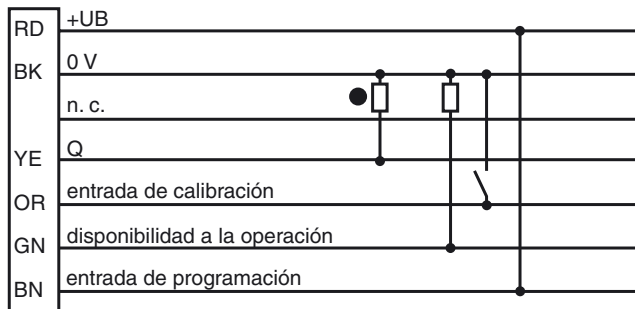 RD +UB
BK 0 V
n. c.
YE Q
OR entrada de calibración
GN disponibilidad a la operación
BN entrada de programación